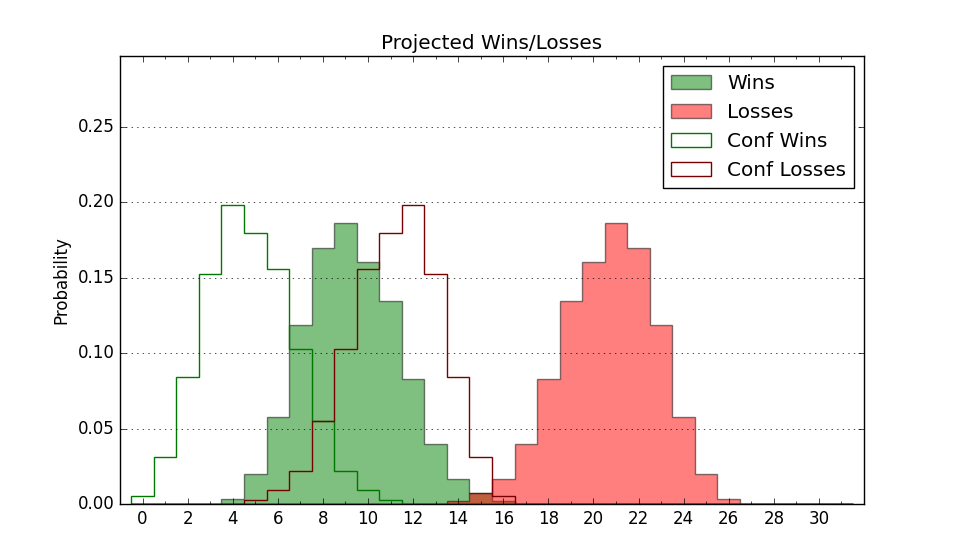 Projected Wins/Losses
Wins
Losses
Conf Wins
Conf Losses
Probability
0.25
0.20
0.15
0.10
0.05
0.00
0 2 4 6 8 10 12 14 16 18 20 22 24 26 28 30